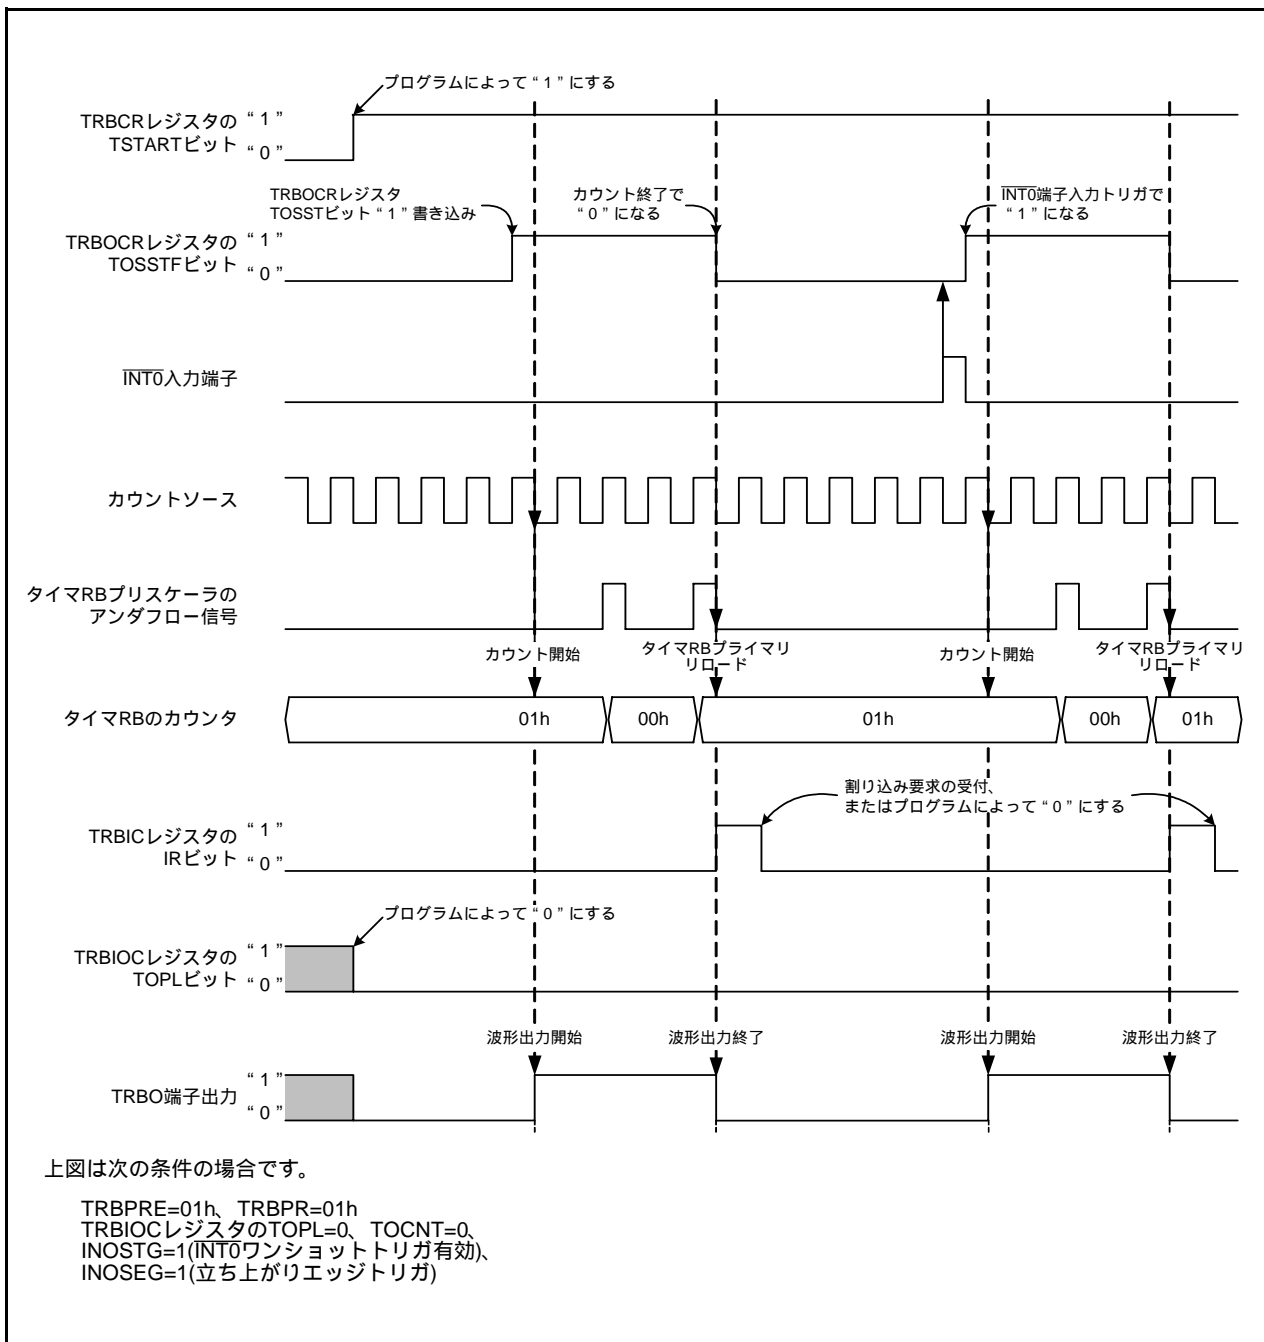 プログラムによって“1”にする
TRBCRレジスタの
TSTARTビット
“1”
“0”
TRBOCRレジスタ
TOSSTビット“1”書き込み
カウント終了で
“0”になる
INT0端子入力トリガで
“1”になる
TRBOCRレジスタの
TOSSTFビット
“1”
“0”
INT0入力端子
カウントソース
タイマRBプリスケーラの
アンダフロー信号
カウント開始
タイマRBプライマリ
リロード
カウント開始
タイマRBプライマリ
リロード
タイマRBのカウンタ
01h
00h
01h
00h
01h
割り込み要求の受付、
またはプログラムによって“0”にする
TRBICレジスタの
IRビット
“1”
“0”
プログラムによって“0”にする
TRBIOCレジスタの
TOPLビット
“1”
“0”
波形出力開始
波形出力終了
波形出力開始
波形出力終了
TRBO端子出力
“1”
“0”
上図は次の条件の場合です。
TRBPRE=01h、TRBPR=01h
TRBIOCレジスタのTOPL=0、TOCNT=0、
INOSTG=1(INT0ワンショットトリガ有効)、
INOSEG=1(立ち上がりエッジトリガ)